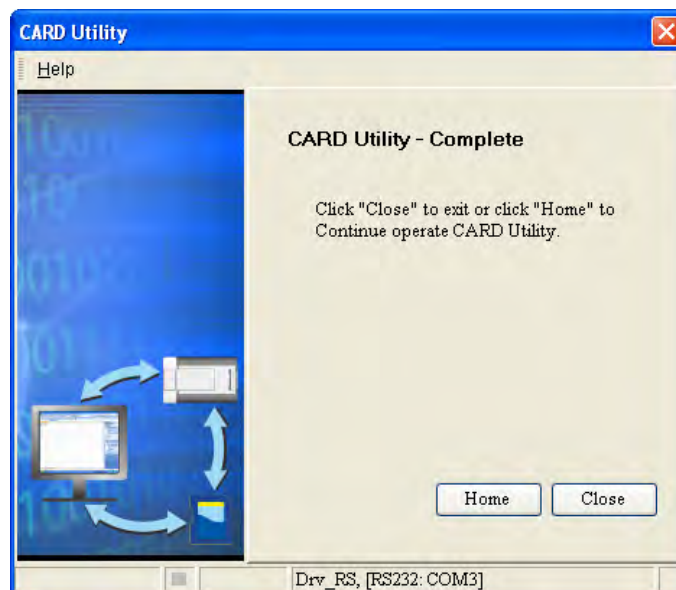 CARD Utility
Help
CARD Utility - Complete
Click "Close" to exit or click "Home" to
Continue operate CARD Utility.
Home
Close
Drv_RS, [RS232: COM3]